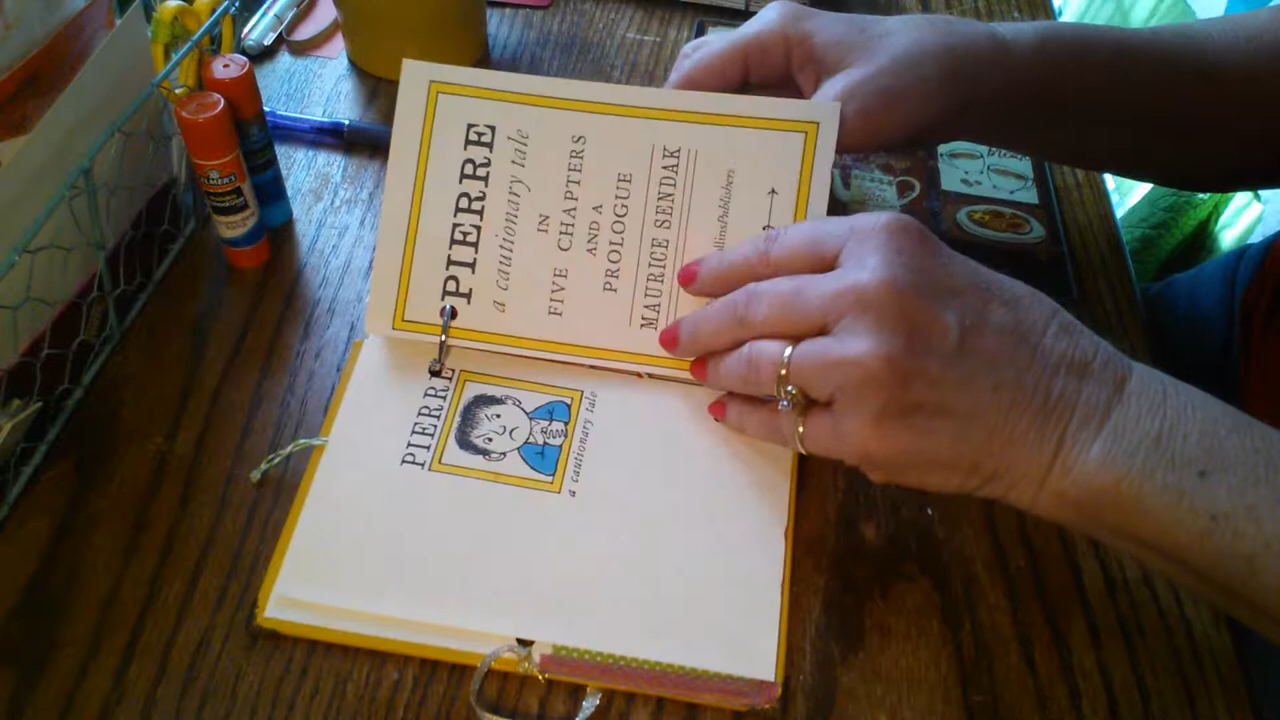 PIERRE
a cautionary tale
IN
FIVE CHAPTERS
AND A
PROLOGUE
MAURICE SENDAK
PIERRE
a cautionary tale
ELMER'S